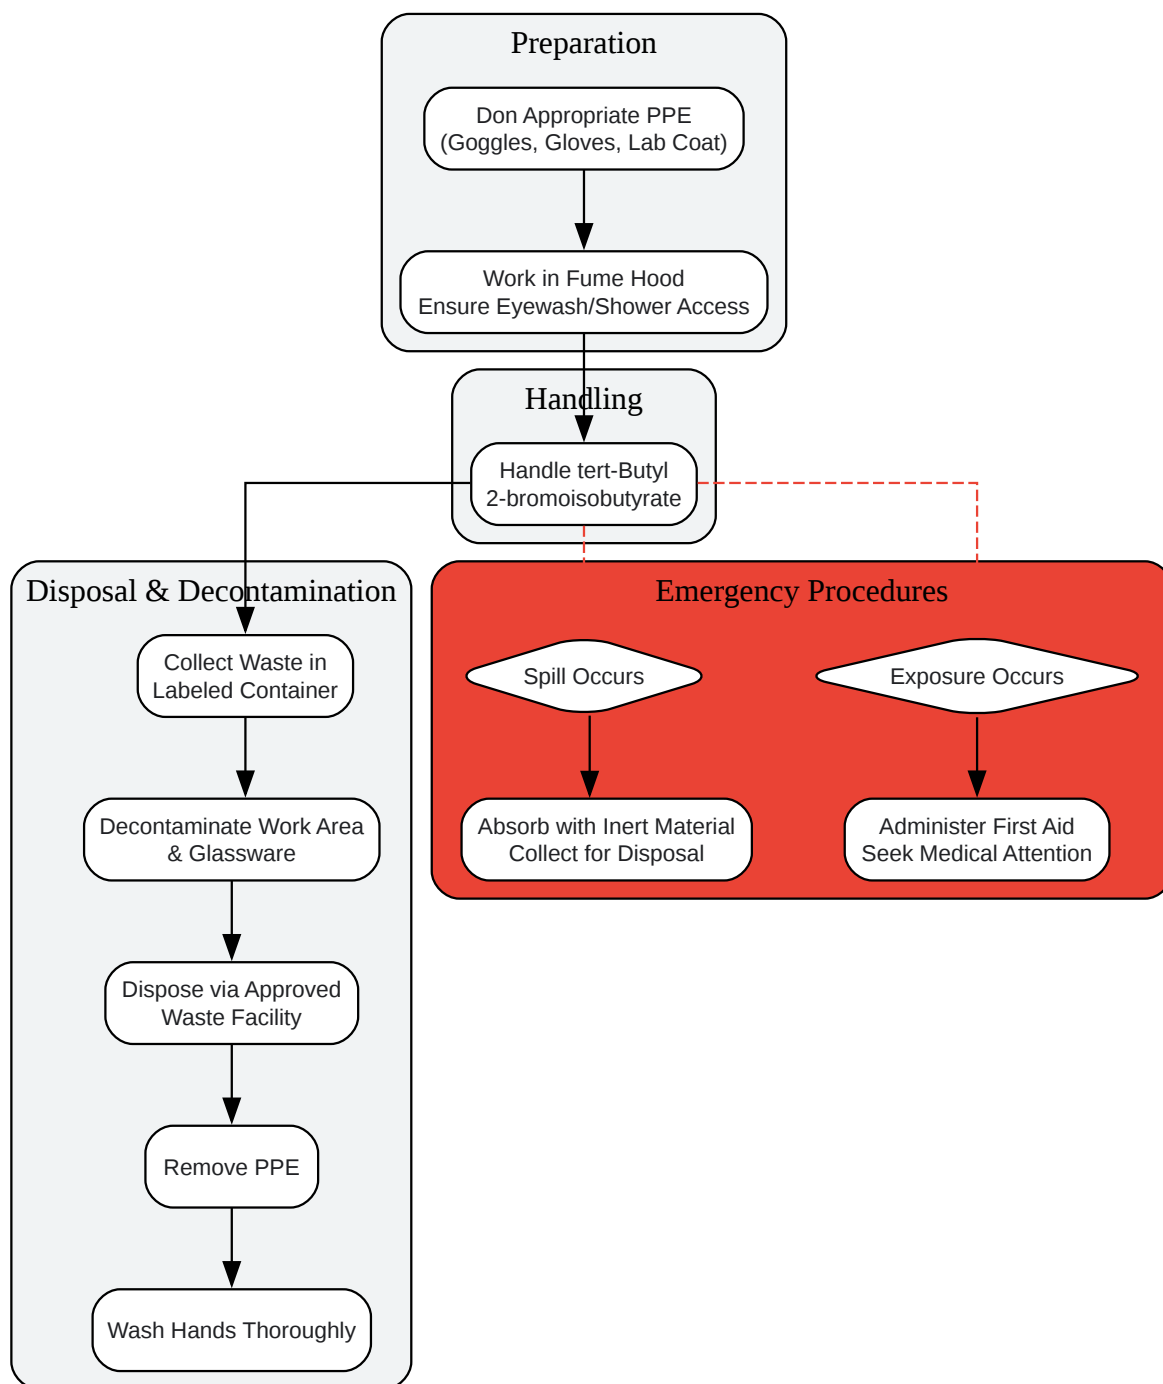 Preparation
Don Appropriate PPE
(Goggles, Gloves, Lab Coat)
Work in Fume Hood
Ensure Eyewash/Shower Access
Handling
Handle tert-Butyl
2-bromoisobutyrate
Disposal & Decontamination
Collect Waste in
Labeled Container
Decontaminate Work Area
& Glassware
Dispose via Approved
Waste Facility
Remove PPE
Wash Hands Thoroughly
Emergency Procedures
Spill Occurs
Absorb with Inert Material
Collect for Disposal
Exposure Occurs
Administer First Aid
Seek Medical Attention